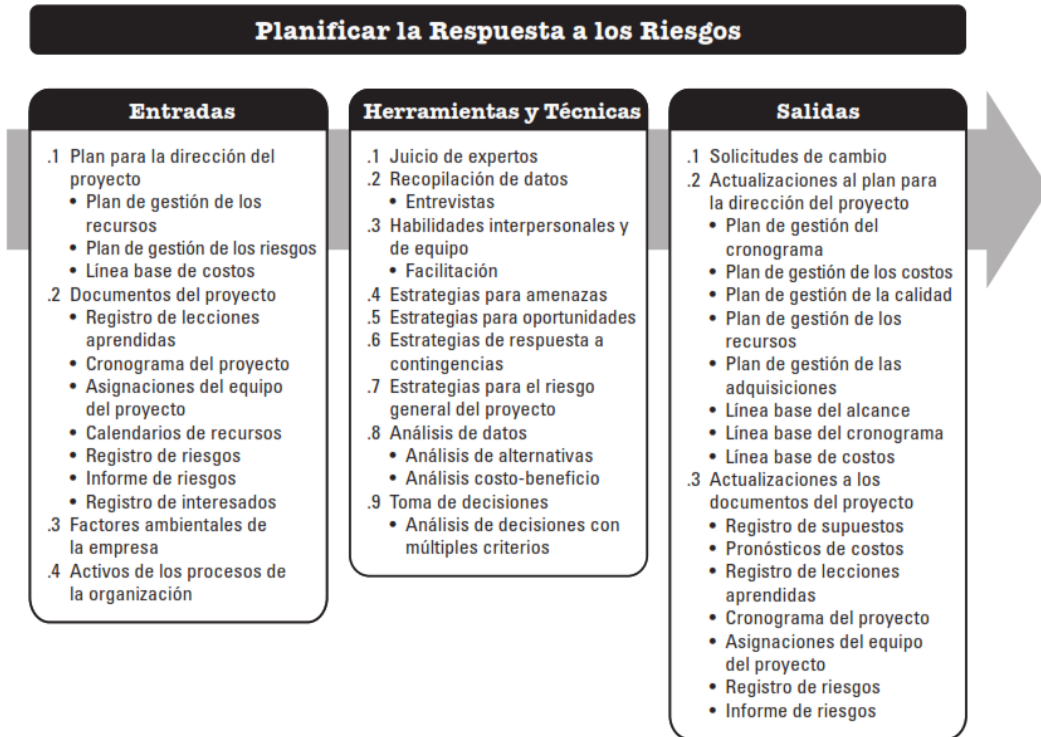 Planificar la Respuesta a los Riesgos
Entradas
.1 Plan para la dirección del
proyecto
• Plan de gestión de los
recursos
• Plan de gestión de los riesgos
• Línea base de costos
.2 Documentos del proyecto
• Registro de lecciones
aprendidas
• Cronograma del proyecto
• Asignaciones del equipo
del proyecto
• Calendarios de recursos
• Registro de riesgos
• Informe de riesgos
• Registro de interesados
.3 Factores ambientales de
la empresa
.4 Activos de los procesos de
la organización
Herramientas y Técnicas
.1 Juicio de expertos
.2 Recopilación de datos
• Entrevistas
.3 Habilidades interpersonales y
de equipo
• Facilitación
.4 Estrategias para amenazas
.5 Estrategias para oportunidades
.6 Estrategias de respuesta a
contingencias
.7 Estrategias para el riesgo
general del proyecto
.8 Análisis de datos
• Análisis de alternativas
• Análisis costo-beneficio
.9 Toma de decisiones
• Análisis de decisiones con
múltiples criterios
Salidas
.1 Solicitudes de cambio
.2 Actualizaciones al plan para
la dirección del proyecto
• Plan de gestión del
cronograma
• Plan de gestión de los costos
• Plan de gestión de la calidad
• Plan de gestión de los
recursos
• Plan de gestión de las
adquisiciones
• Línea base del alcance
• Línea base del cronograma
• Línea base de costos
.3 Actualizaciones a los
documentos del proyecto
• Registro de supuestos
• Pronósticos de costos
• Registro de lecciones
aprendidas
• Cronograma del proyecto
• Asignaciones del equipo
del proyecto
• Registro de riesgos
• Informe de riesgos